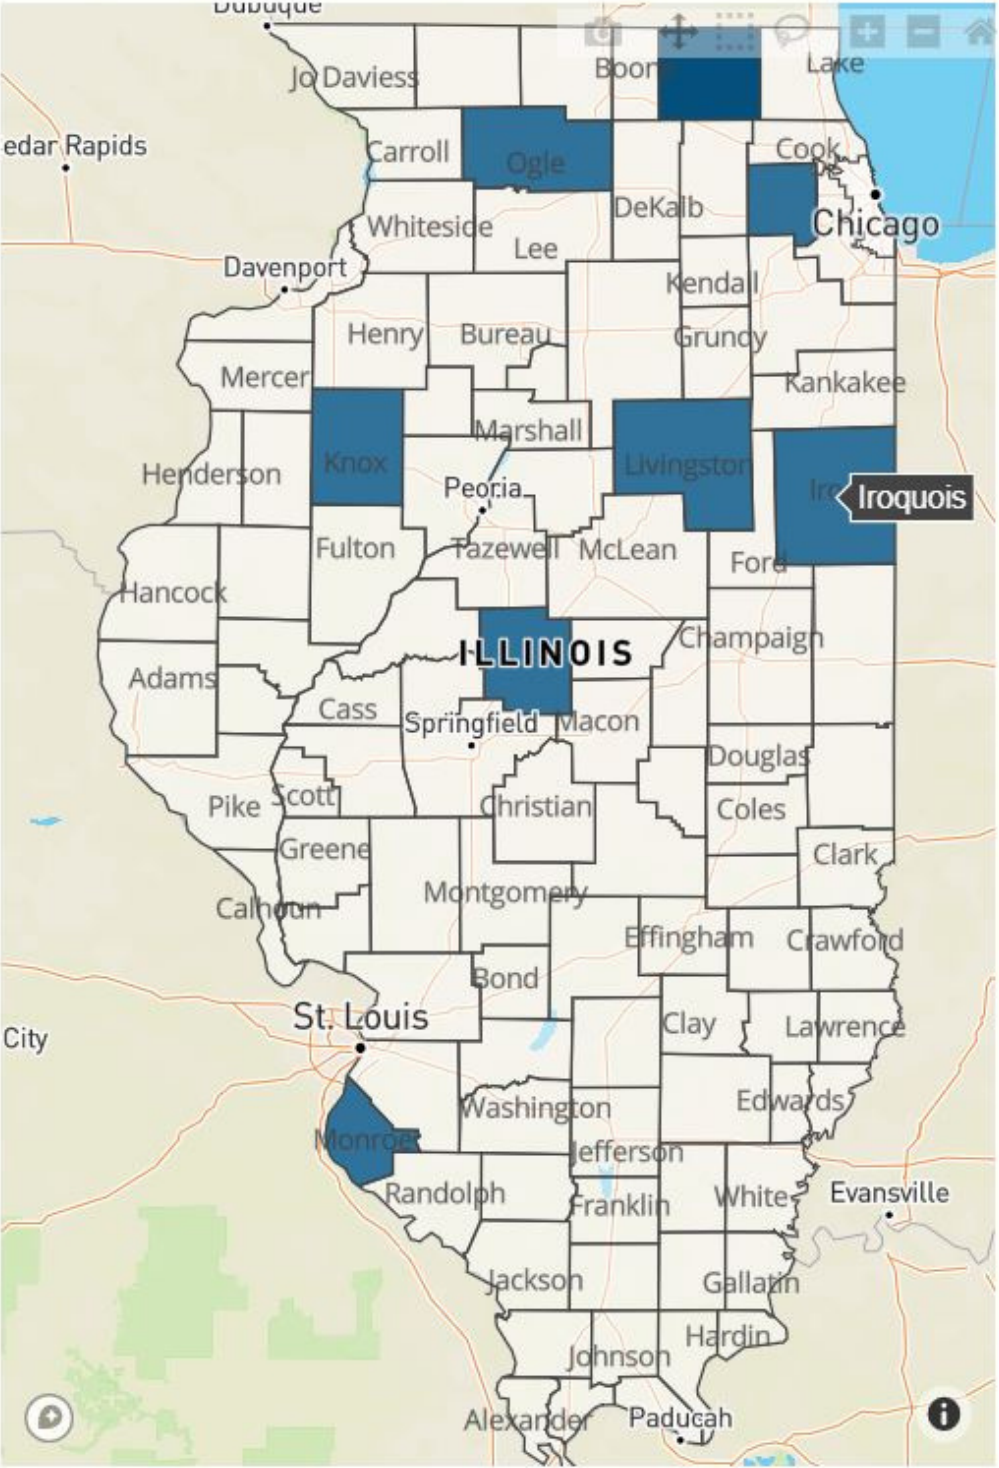 Dubuque
Jo Daviess
Boon
Lake
edar Rapids
Carroll
Ogle
Cook
Whiteside
DeKalb
Chicago
Lee
Davenport
Kendall
Henry
Bureau
Grundy
Mercer
Kankakee
Marshall
Henderson
Knox
Livingston
Peoria
Iro
Iroquois
Fulton
Tazewell
McLean
Ford
Hancock
ILLINOIS
Champaign
Adams
Cass
Springfield
Macon
Douglas
Pike
Scott
Christian
Coles
Greene
Clark
Montgomery
Calhoun
Effingham
Crawford
Bond
St. Louis
Clay
Lawrence
City
Washington
Edwards
Monroe
Jefferson
Randolph
Franklin
White
Evansville
Jackson
Gallatin
Hardin
Johnson
Alexander
Paducah